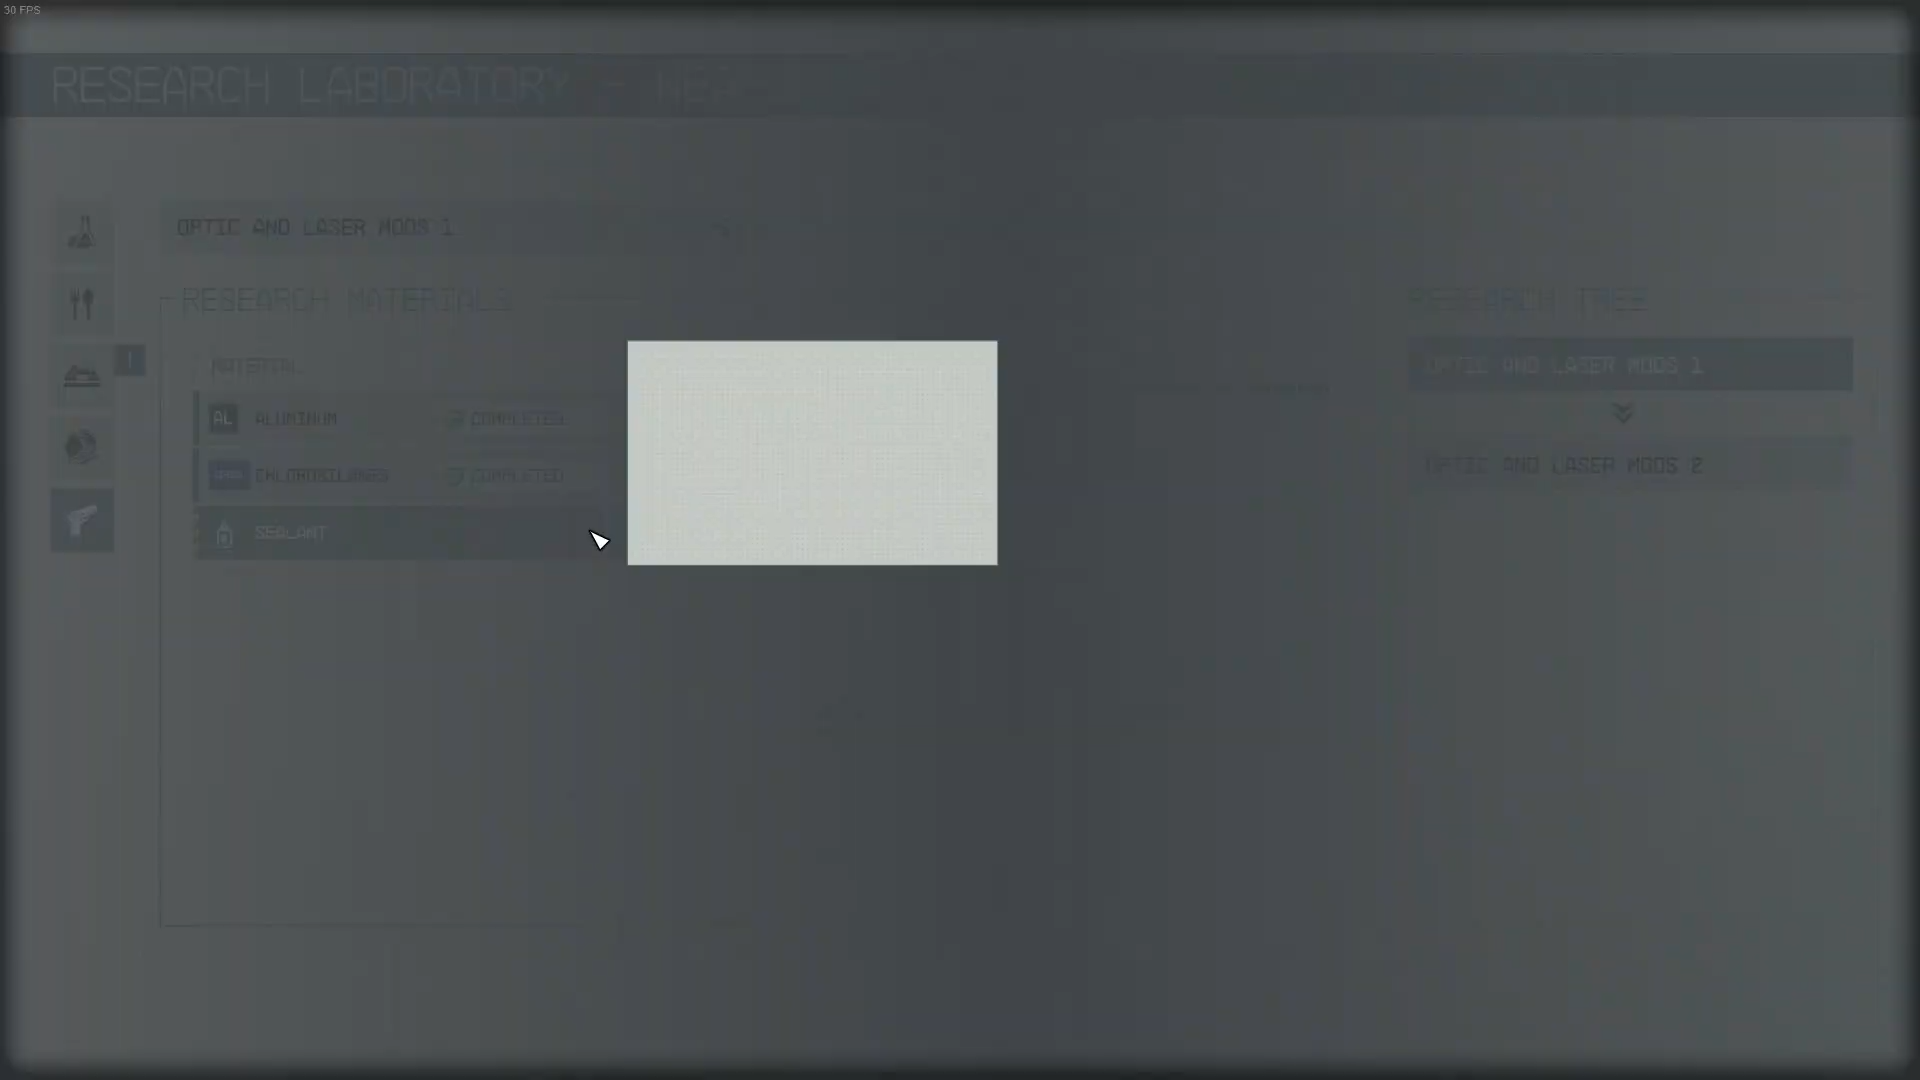 30 FPS
RESEARCH LABORATORY - NEW
OPTIC AND LASER MODS 1
RESEARCH MATERIALS
MATERIAL
AL ALUMINUM COMPLETED
CHLOROSILANES COMPLETED
SEALANT
!
RESEARCH TREE
OPTIC AND LASER MODS 1
OPTIC AND LASER MODS 2